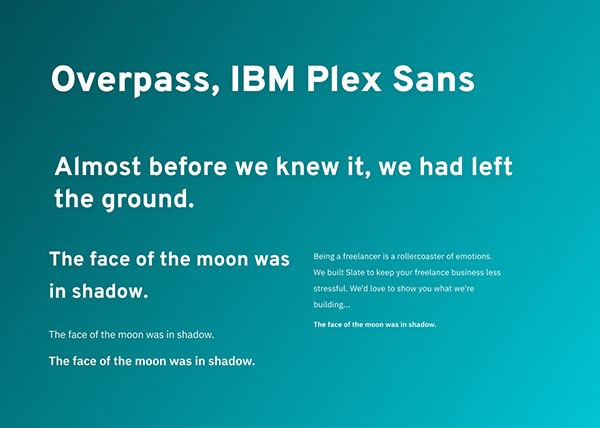 Overpass, IBM Plex Sans
Almost before we knew it, we had left
the ground.
The face of the moon was
in shadow.
The face of the moon was in shadow.
The face of the moon was in shadow.
Being a freelancer is a rollercoaster of emotions.
We built Slate to keep your freelance business less
stressful. We'd love to show you what we're
building...
The face of the moon was in shadow.